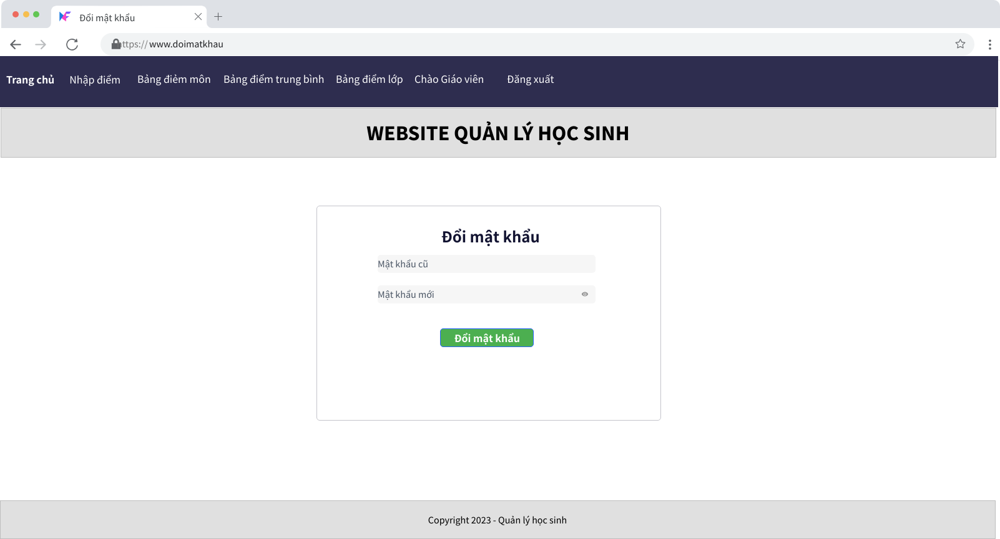 Đổi mật khẩu
ttps:// www.doimatkhau
Trang chủ Nhập điểm Bảng điẻm môn Bảng điểm trung bình Bảng điểm lớp Chào Giáo viên Đăng xuất
WEBSITE QUẢN LÝ HỌC SINH
Đổi mật khẩu
Mật khẩu cũ
Mật khẩu mới
Đổi mật khẩu
Copyright 2023 - Quản lý học sinh